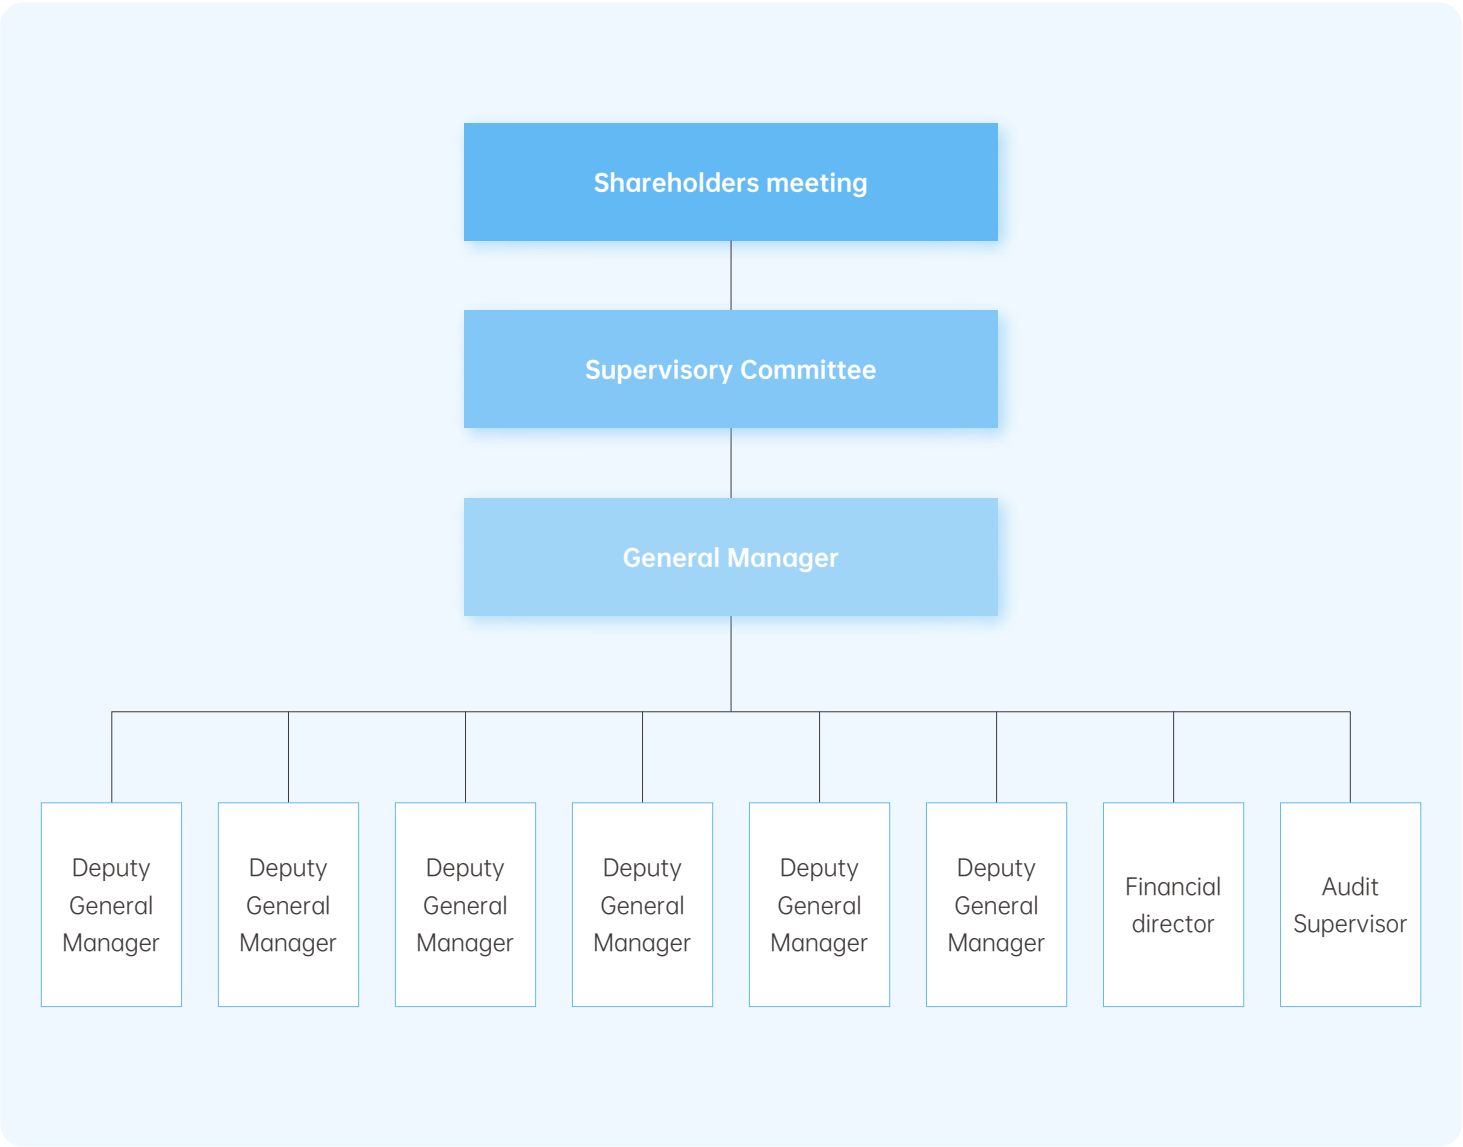 Shareholders meeting
Supervisory Committee
General Manager
Deputy
General
Manager
Deputy
General
Manager
Deputy
General
Manager
Deputy
General
Manager
Deputy
General
Manager
Deputy
General
Manager
Financial
director
Audit
Supervisor